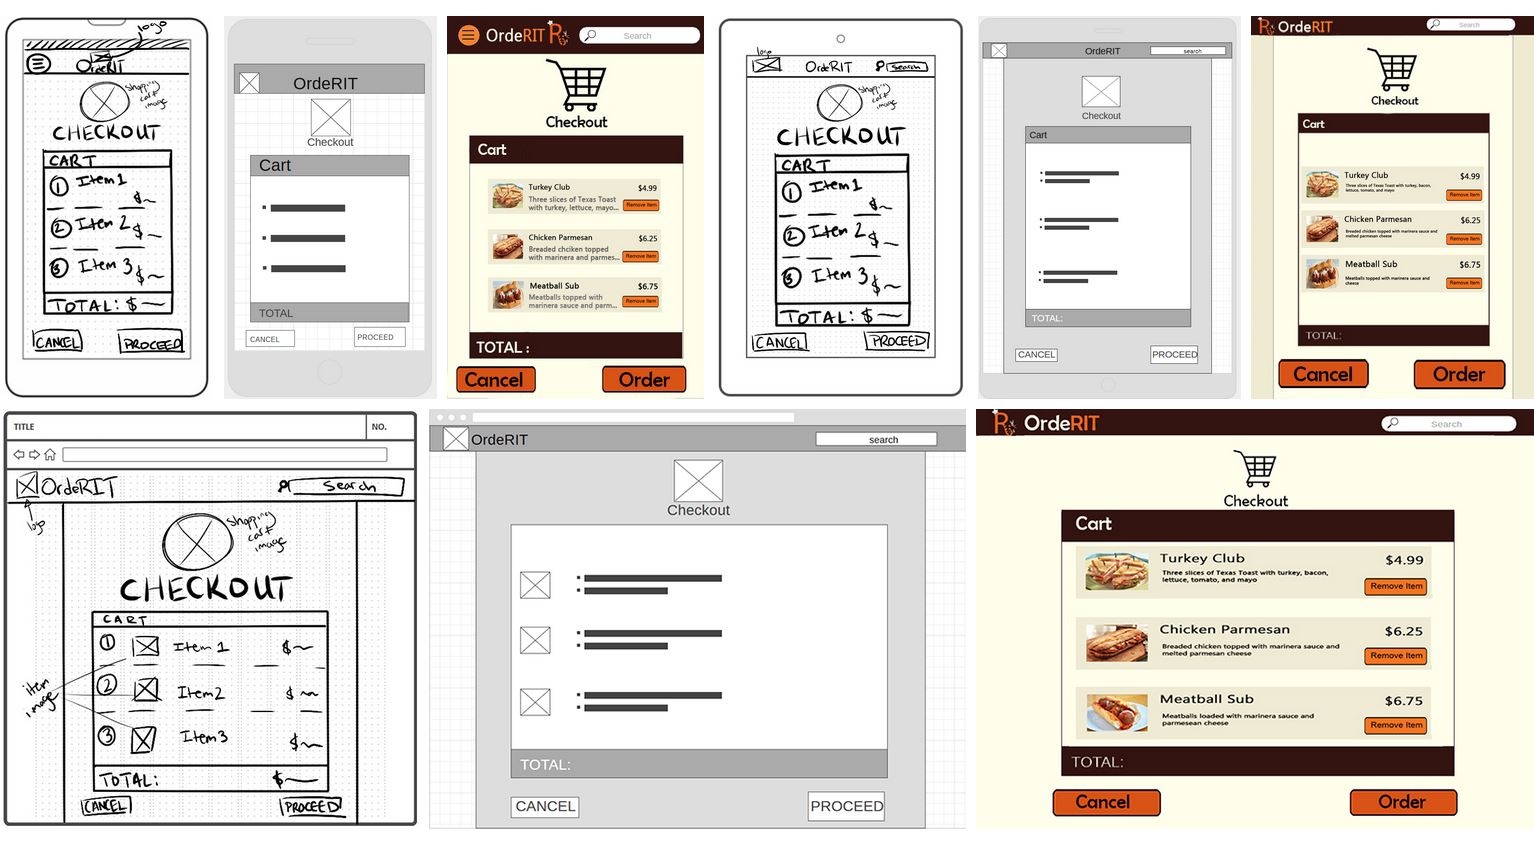 logo
OrdeRIT
shopping
cart
image
CHECKOUT
CART
1 Item 1
$
2 Item 2 $
3 Item 3 $
TOTAL: $
CANCEL PROCEED
OrdeRIT
Checkout
Cart
TOTAL
CANCEL PROCEED
OrdeRIT R Search
Checkout
Cart
Turkey Club $4.99
Three slices of Texas Toast
with turkey, lettuce, mayo... Remove Item
Chicken Parmesan $6.25
Breaded chciken topped
with marinera and parmes... Remove Item
Meatball Sub $6.75
Meatballs topped with
marinera sauce and parm... Remove Item
TOTAL :
Cancel Order
logo
OrdeRIT Search
shopping
cart
image
CHECKOUT
CART
1 Item 1
$
2 Item 2 $
3 Item 3 $
TOTAL: $
CANCEL PROCEED
OrdeRIT search
Checkout
Cart
TOTAL:
CANCEL PROCEED
R OrdeRIT Search
Checkout
Cart
Turkey Club $4.99
Three slices of Texas Toast with turkey, bacon,
lettuce, tomato, and mayo Remove Item
Chicken Parmesan $6.25
Breaded chicken topped with marinera sauce and
melted parmesan cheese Remove Item
Meatball Sub $6.75
Meatballs topped with marinera sauce and
cheese Remove Item
TOTAL:
Cancel Order
TITLE NO.
OrdeRIT Search
logo
shopping
cart
image
CHECKOUT
CART
1 Item 1 $
item
image
2 Item2 $
3 Item3 $
TOTAL: $
CANCEL PROCEED
OrdeRIT search
Checkout
TOTAL:
CANCEL PROCEED
R OrdeRIT Search
Checkout
Cart
Turkey Club $4.99
Three slices of Texas Toast with turkey, bacon,
lettuce, tomato, and mayo Remove Item
Chicken Parmesan $6.25
Breaded chicken topped with marinera sauce and
melted parmesan cheese Remove Item
Meatball Sub $6.75
Meatballs loaded with marinera sauce and
parmesean cheese Remove Item
TOTAL:
Cancel Order